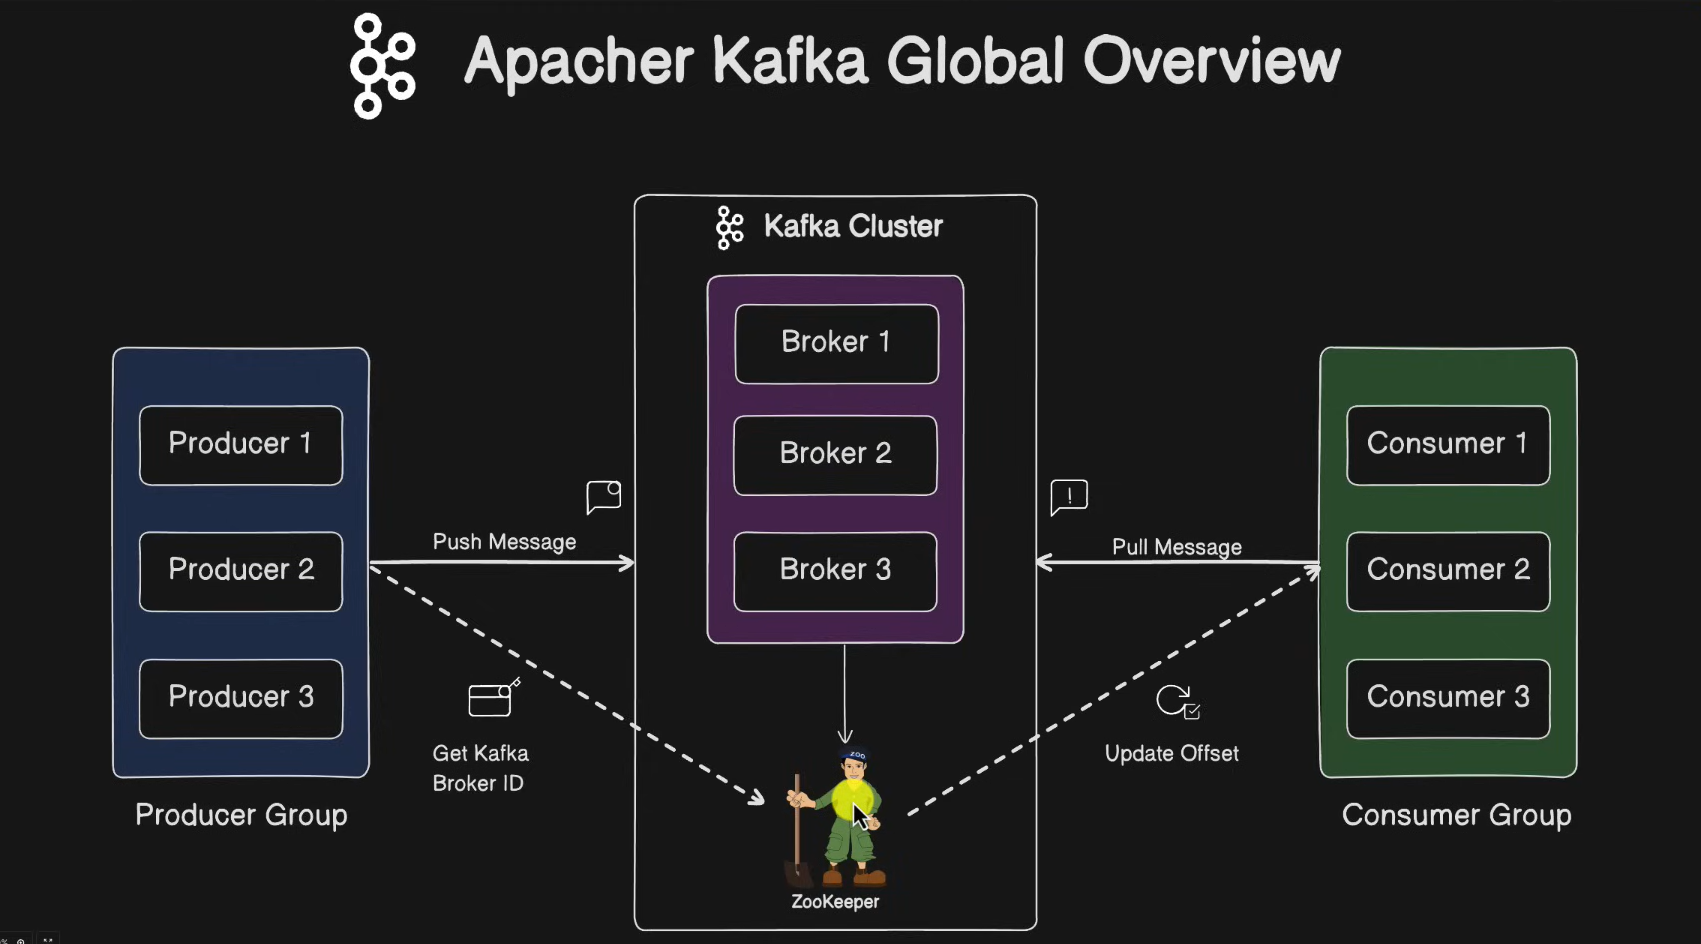 Apacher Kafka Global Overview
Kafka Cluster
Broker 1
Broker 2
Broker 3
Producer 1
Producer 2
Producer 3
Producer Group
Push Message
Get Kafka
Broker ID
ZOO
ZooKeeper
Pull Message
!
Update Offset
Consumer 1
Consumer 2
Consumer 3
Consumer Group